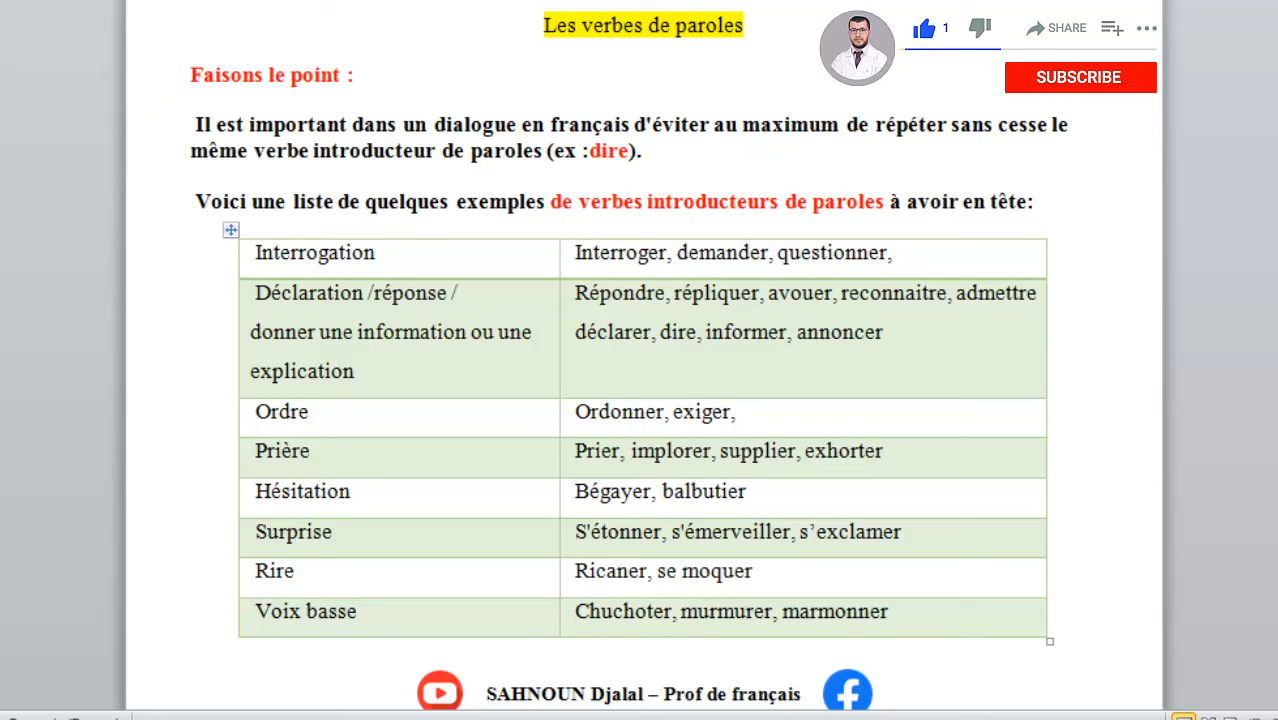 Les verbes de paroles
1
SHARE
SUBSCRIBE
Faisons le point :
Il est important dans un dialogue en français d'éviter au maximum de répéter sans cesse le
même verbe introducteur de paroles (ex :dire).
Voici une liste de quelques exemples de verbes introducteurs de paroles à avoir en tête:
Interrogation
Interroger, demander, questionner,
Déclaration /réponse /
donner une information ou une
explication
Répondre, répliquer, avouer, reconnaitre, admettre
déclarer, dire, informer, annoncer
Ordre
Ordonner, exiger,
Prière
Prier, implorer, supplier, exhorter
Hésitation
Bégayer, balbutier
Surprise
S'étonner, s'émerveiller, s’exclamer
Rire
Ricaner, se moquer
Voix basse
Chuchoter, murmurer, marmonner
SAHNOUN Djalal – Prof de français